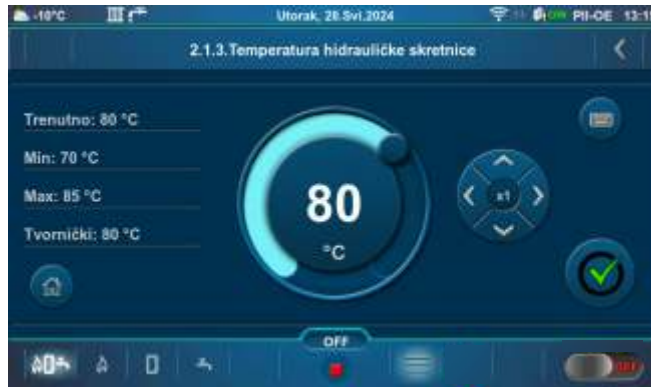 -10°C
Utorak, 28.Svi.2024
PII-OE 13:1
2.1.3.Temperatura hidrauličke skretnice
Trenutno: 80 °C
Min: 70 °C
Max: 85 °C
Tvornički: 80 °C
80
°C
x1
OFF
OFF